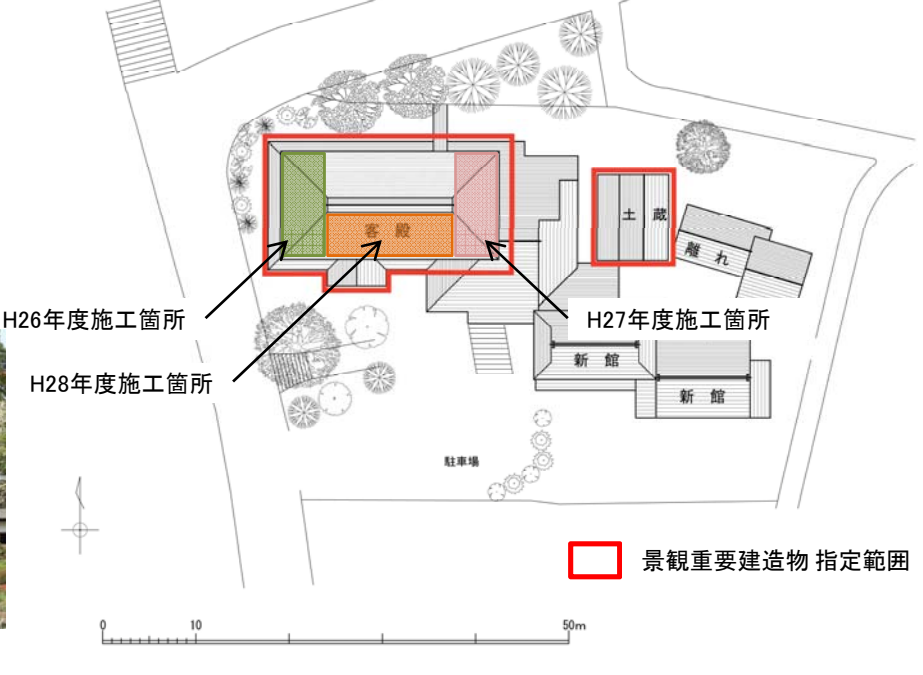 土 蔵
客 殿
離 れ
H26年度施工箇所
H27年度施工箇所
新 館
H28年度施工箇所
新 館
駐車場
景観重要建造物 指定範囲
0 10 50m